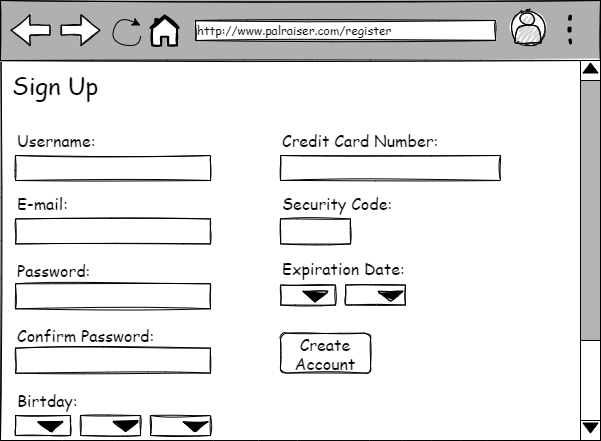 http://www.palraiser.com/register
Sign Up
Username:
E-mail:
Password:
Confirm Password:
Birtday:
Credit Card Number:
Security Code:
Expiration Date:
Create
Account